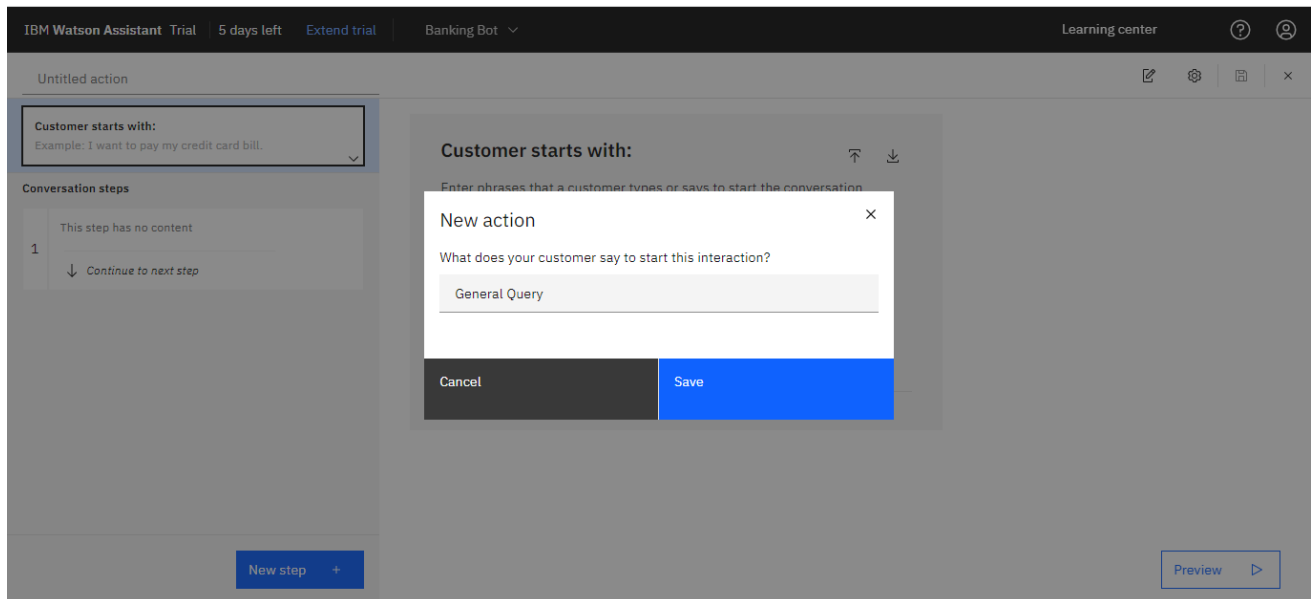 IBM Watson Assistant Trial 5 days left Extend trial Banking Bot Learning center
Untitled action
Customer starts with:
Example: I want to pay my credit card bill.
Conversation steps
1
This step has no content
Continue to next step
New step +
Customer starts with:
Enter phrases that a customer types or says to start the conversation
New action
What does your customer say to start this interaction?
General Query
Cancel
Save
Preview